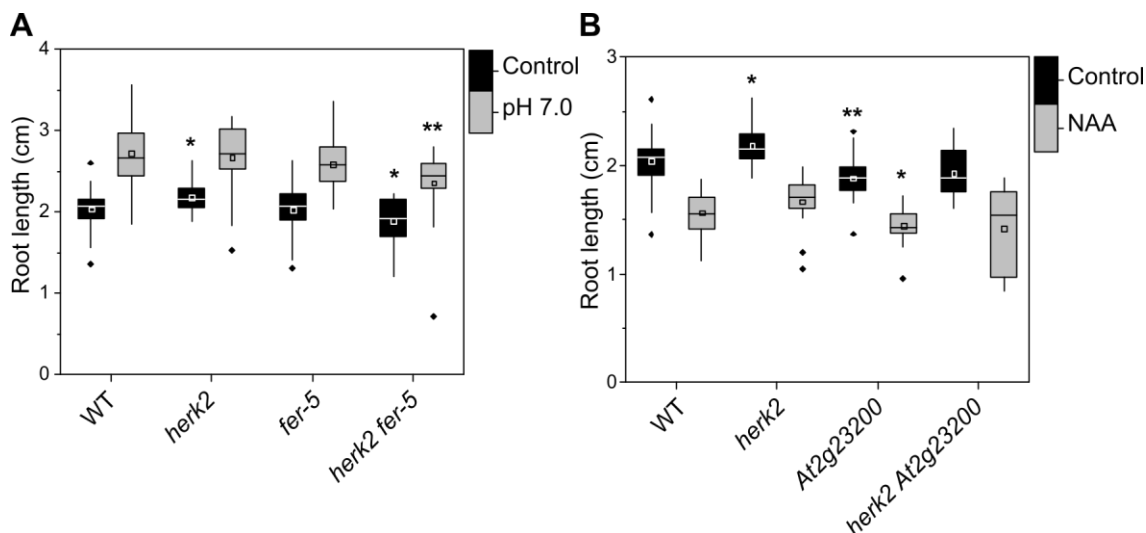 A
Root length (cm)
4
3
2
1
0
*
*
**
Control
pH 7.0
WT
herk2
fer-5
herk2 fer-5
B
Root length (cm)
3
2
1
0
*
**
*
Control
NAA
WT
herk2
At2g23200
herk2 At2g23200